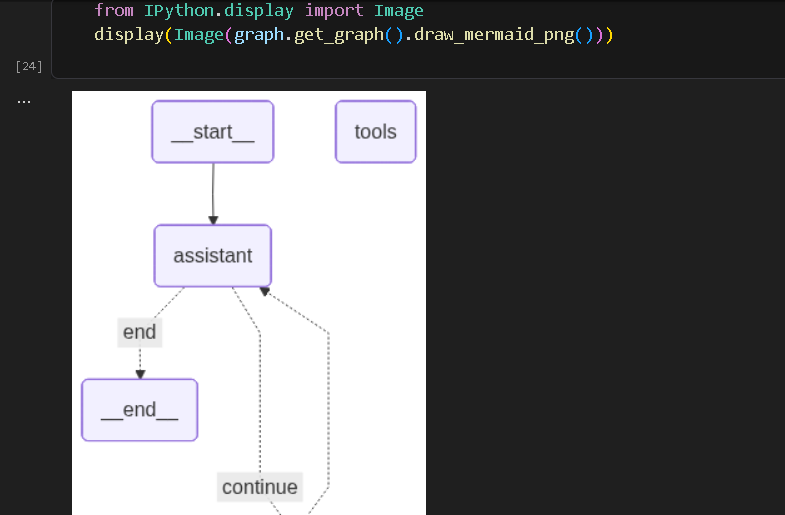 from IPython.display import Image
display(Image(graph.get_graph().draw_mermaid_png()))
[24]
...
__start__
tools
assistant
end
__end__
continue